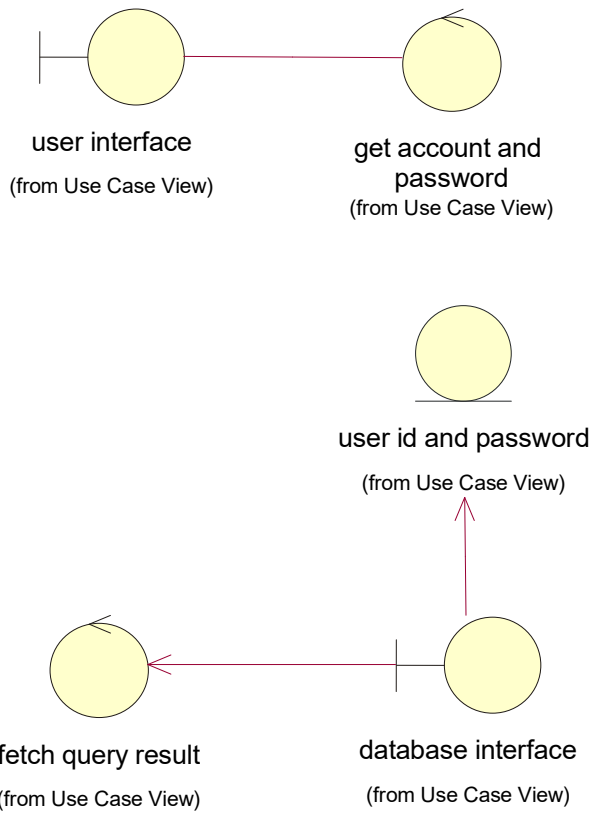 user interface
(from Use Case View)
get account and
password
(from Use Case View)
user id and password
(from Use Case View)
fetch query result
(from Use Case View)
database interface
(from Use Case View)